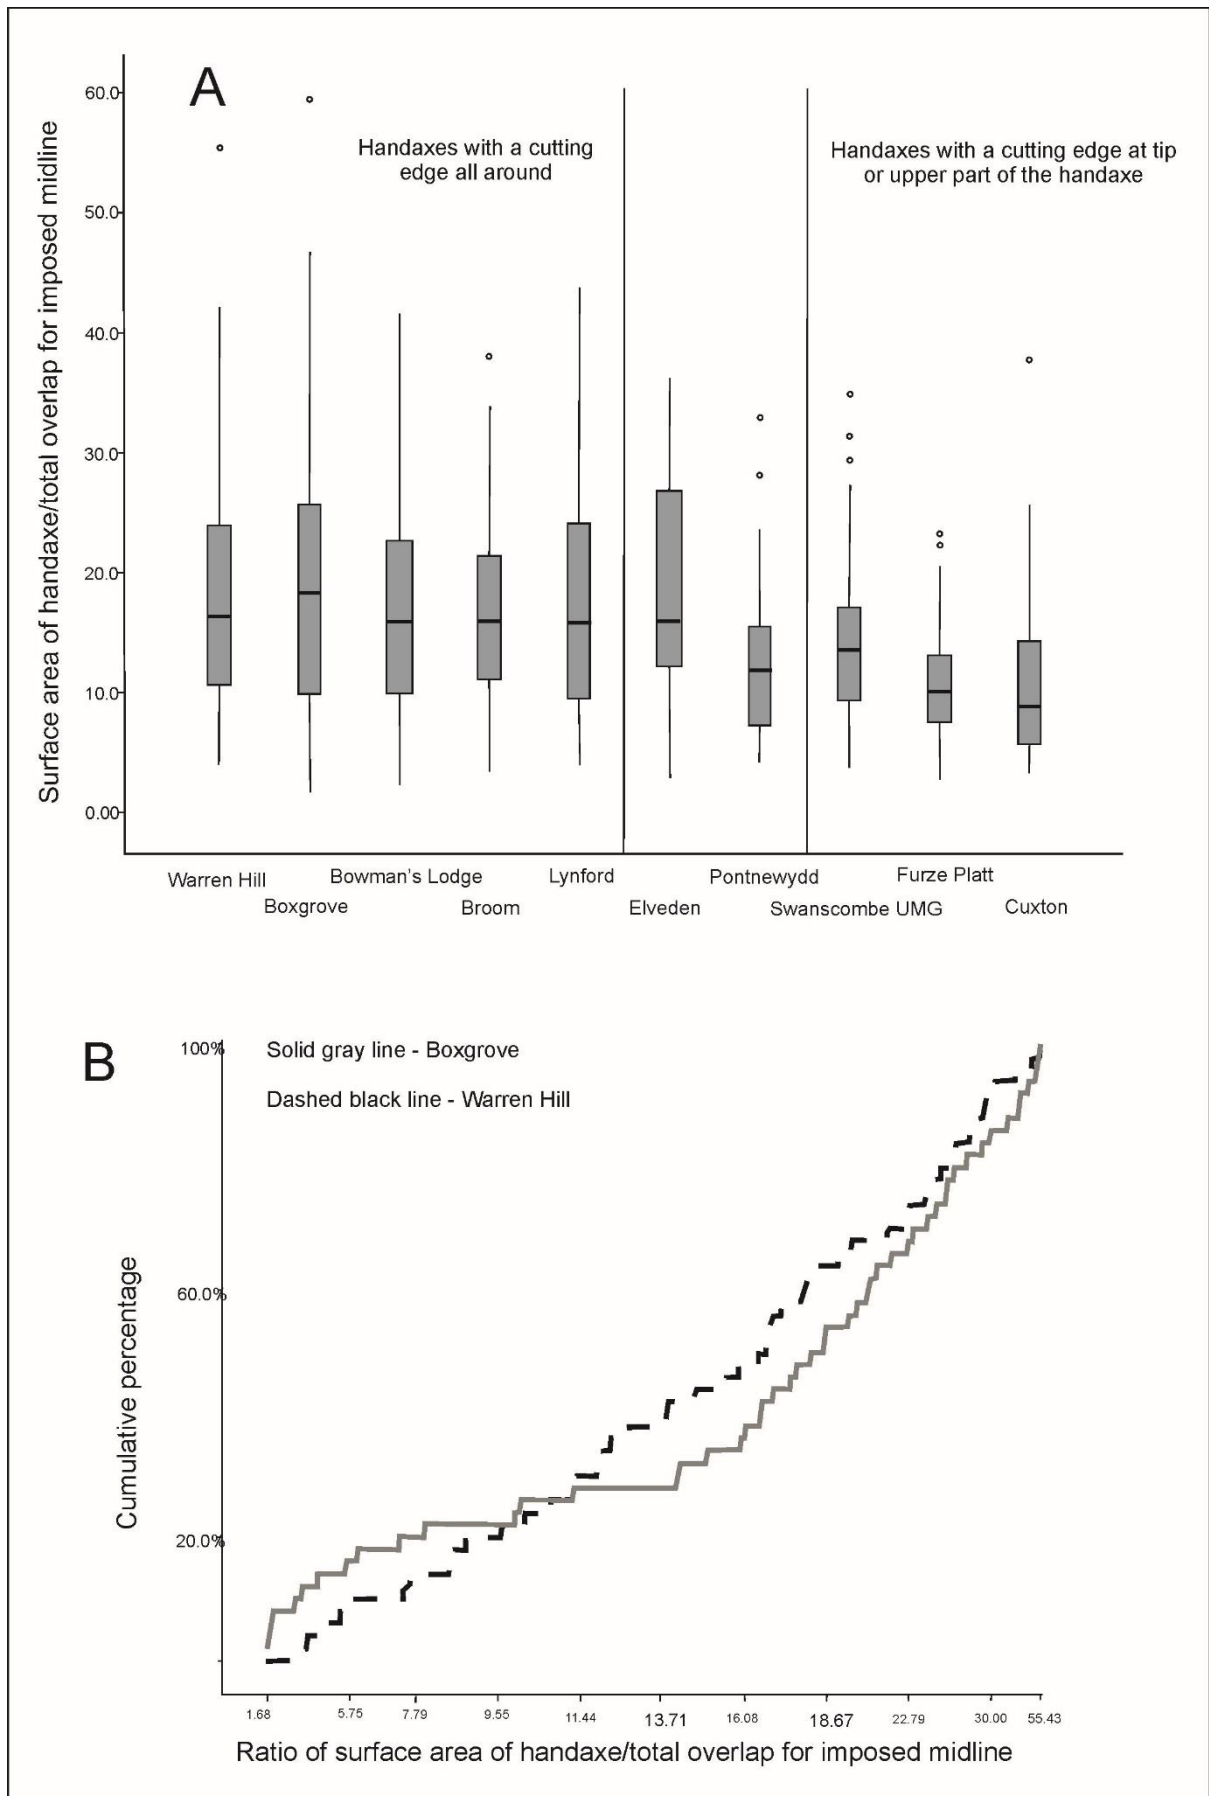 A
Surface area of handaxe/total overlap for imposed midline
60.0
50.0
40.0
30.0
20.0
10.0
0.00
Handaxes with a cutting
edge all around
Handaxes with a cutting edge at tip
or upper part of the handaxe
Warren Hill
Boxgrove
Bowman's Lodge
Broom
Lynford
Elveden
Pontnewydd
Swanscombe UMG
Furze Platt
Cuxton
B
Solid gray line - Boxgrove
Dashed black line - Warren Hill
Cumulative percentage
100%
60.0%
20.0%
1.68 5.75 7.79 9.55 11.44 13.71 16.08 18.67 22.79 30.00 55.43
Ratio of surface area of handaxe/total overlap for imposed midline